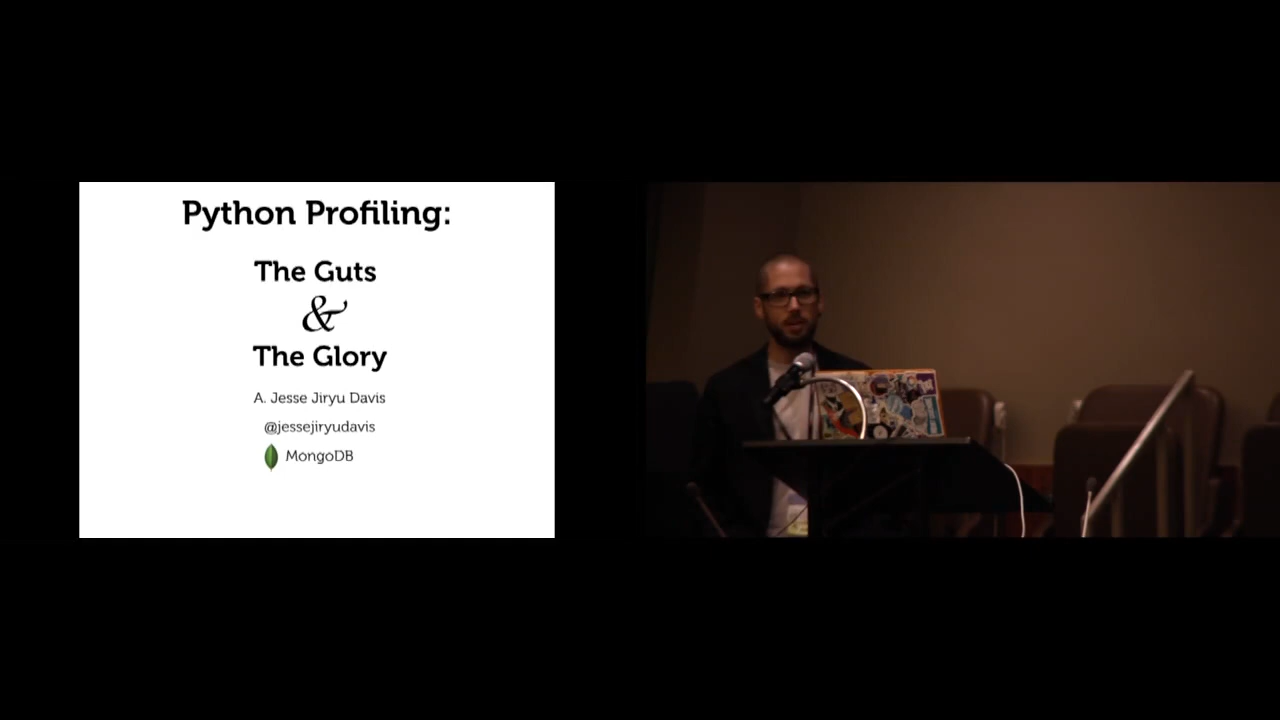 Python Profiling:
The Guts
&
The Glory
A. Jesse Jiryu Davis
@jessejiryudavis
MongoDB